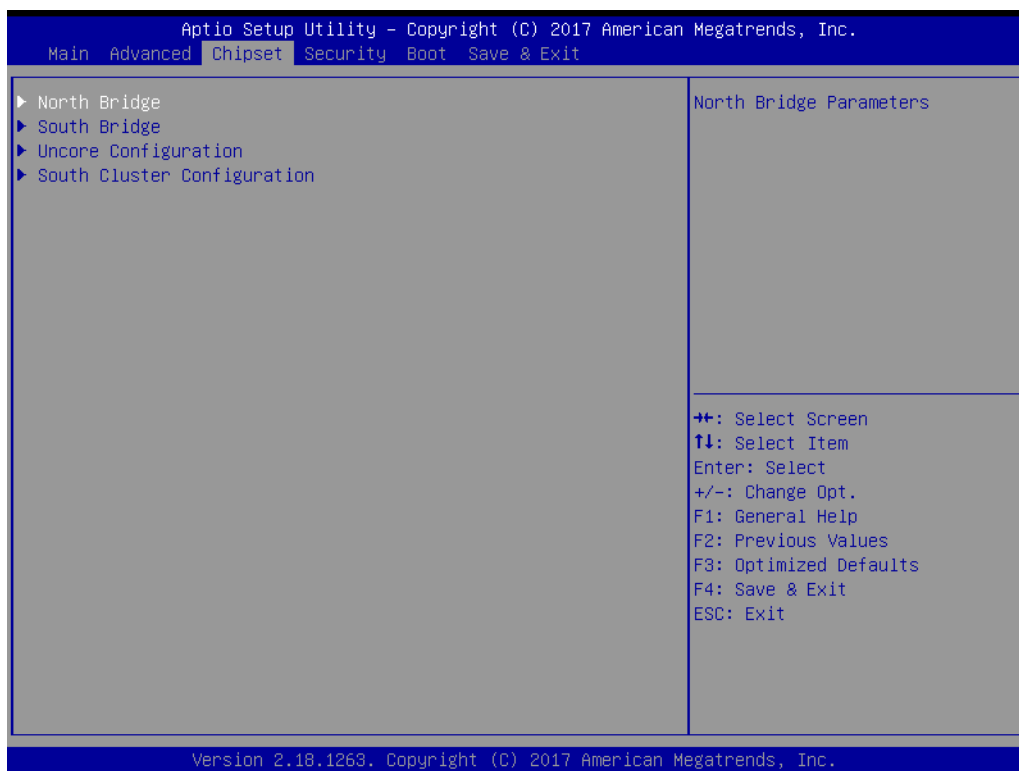 Aptio Setup Utility – Copyright (C) 2017 American Megatrends, Inc.
Main Advanced Chipset Security Boot Save & Exit
▶ North Bridge
▶ South Bridge
▶ Uncore Configuration
▶ South Cluster Configuration
North Bridge Parameters
→←: Select Screen
↑↓: Select Item
Enter: Select
+/-: Change Opt.
F1: General Help
F2: Previous Values
F3: Optimized Defaults
F4: Save & Exit
ESC: Exit
Version 2.18.1263. Copyright (C) 2017 American Megatrends, Inc.